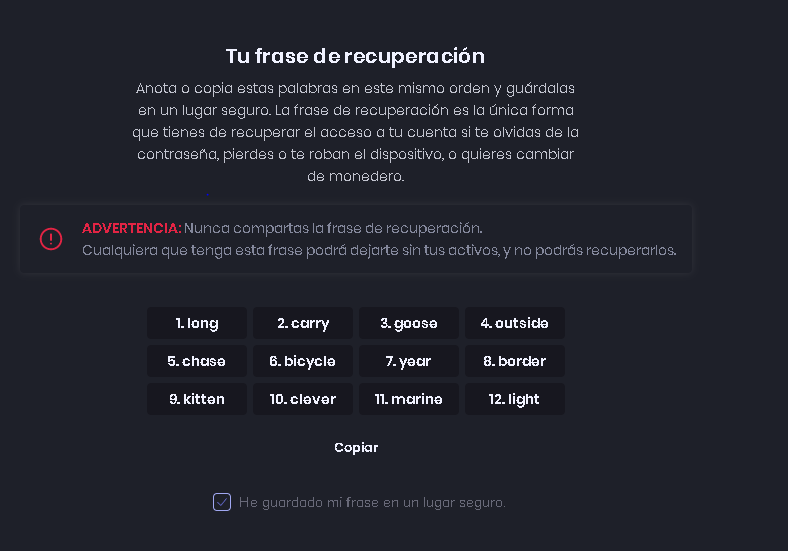 Tu frase de recuperación
Anota o copia estas palabras en este mismo orden y guárdalas
en un lugar seguro. La frase de recuperación es la única forma
que tienes de recuperar el acceso a tu cuenta si te olvidas de la
contraseña, pierdes o te roban el dispositivo, o quieres cambiar
de monedero.
ADVERTENCIA: Nunca compartas la frase de recuperación.
Cualquiera que tenga esta frase podrá dejarte sin tus activos, y no podrás recuperarlos.
1. long 2. carry 3. goose 4. outside
5. chase 6. bicycle 7. year 8. border
9. kitten 10. clever 11. marine 12. light
Copiar
He guardado mi frase en un lugar seguro.